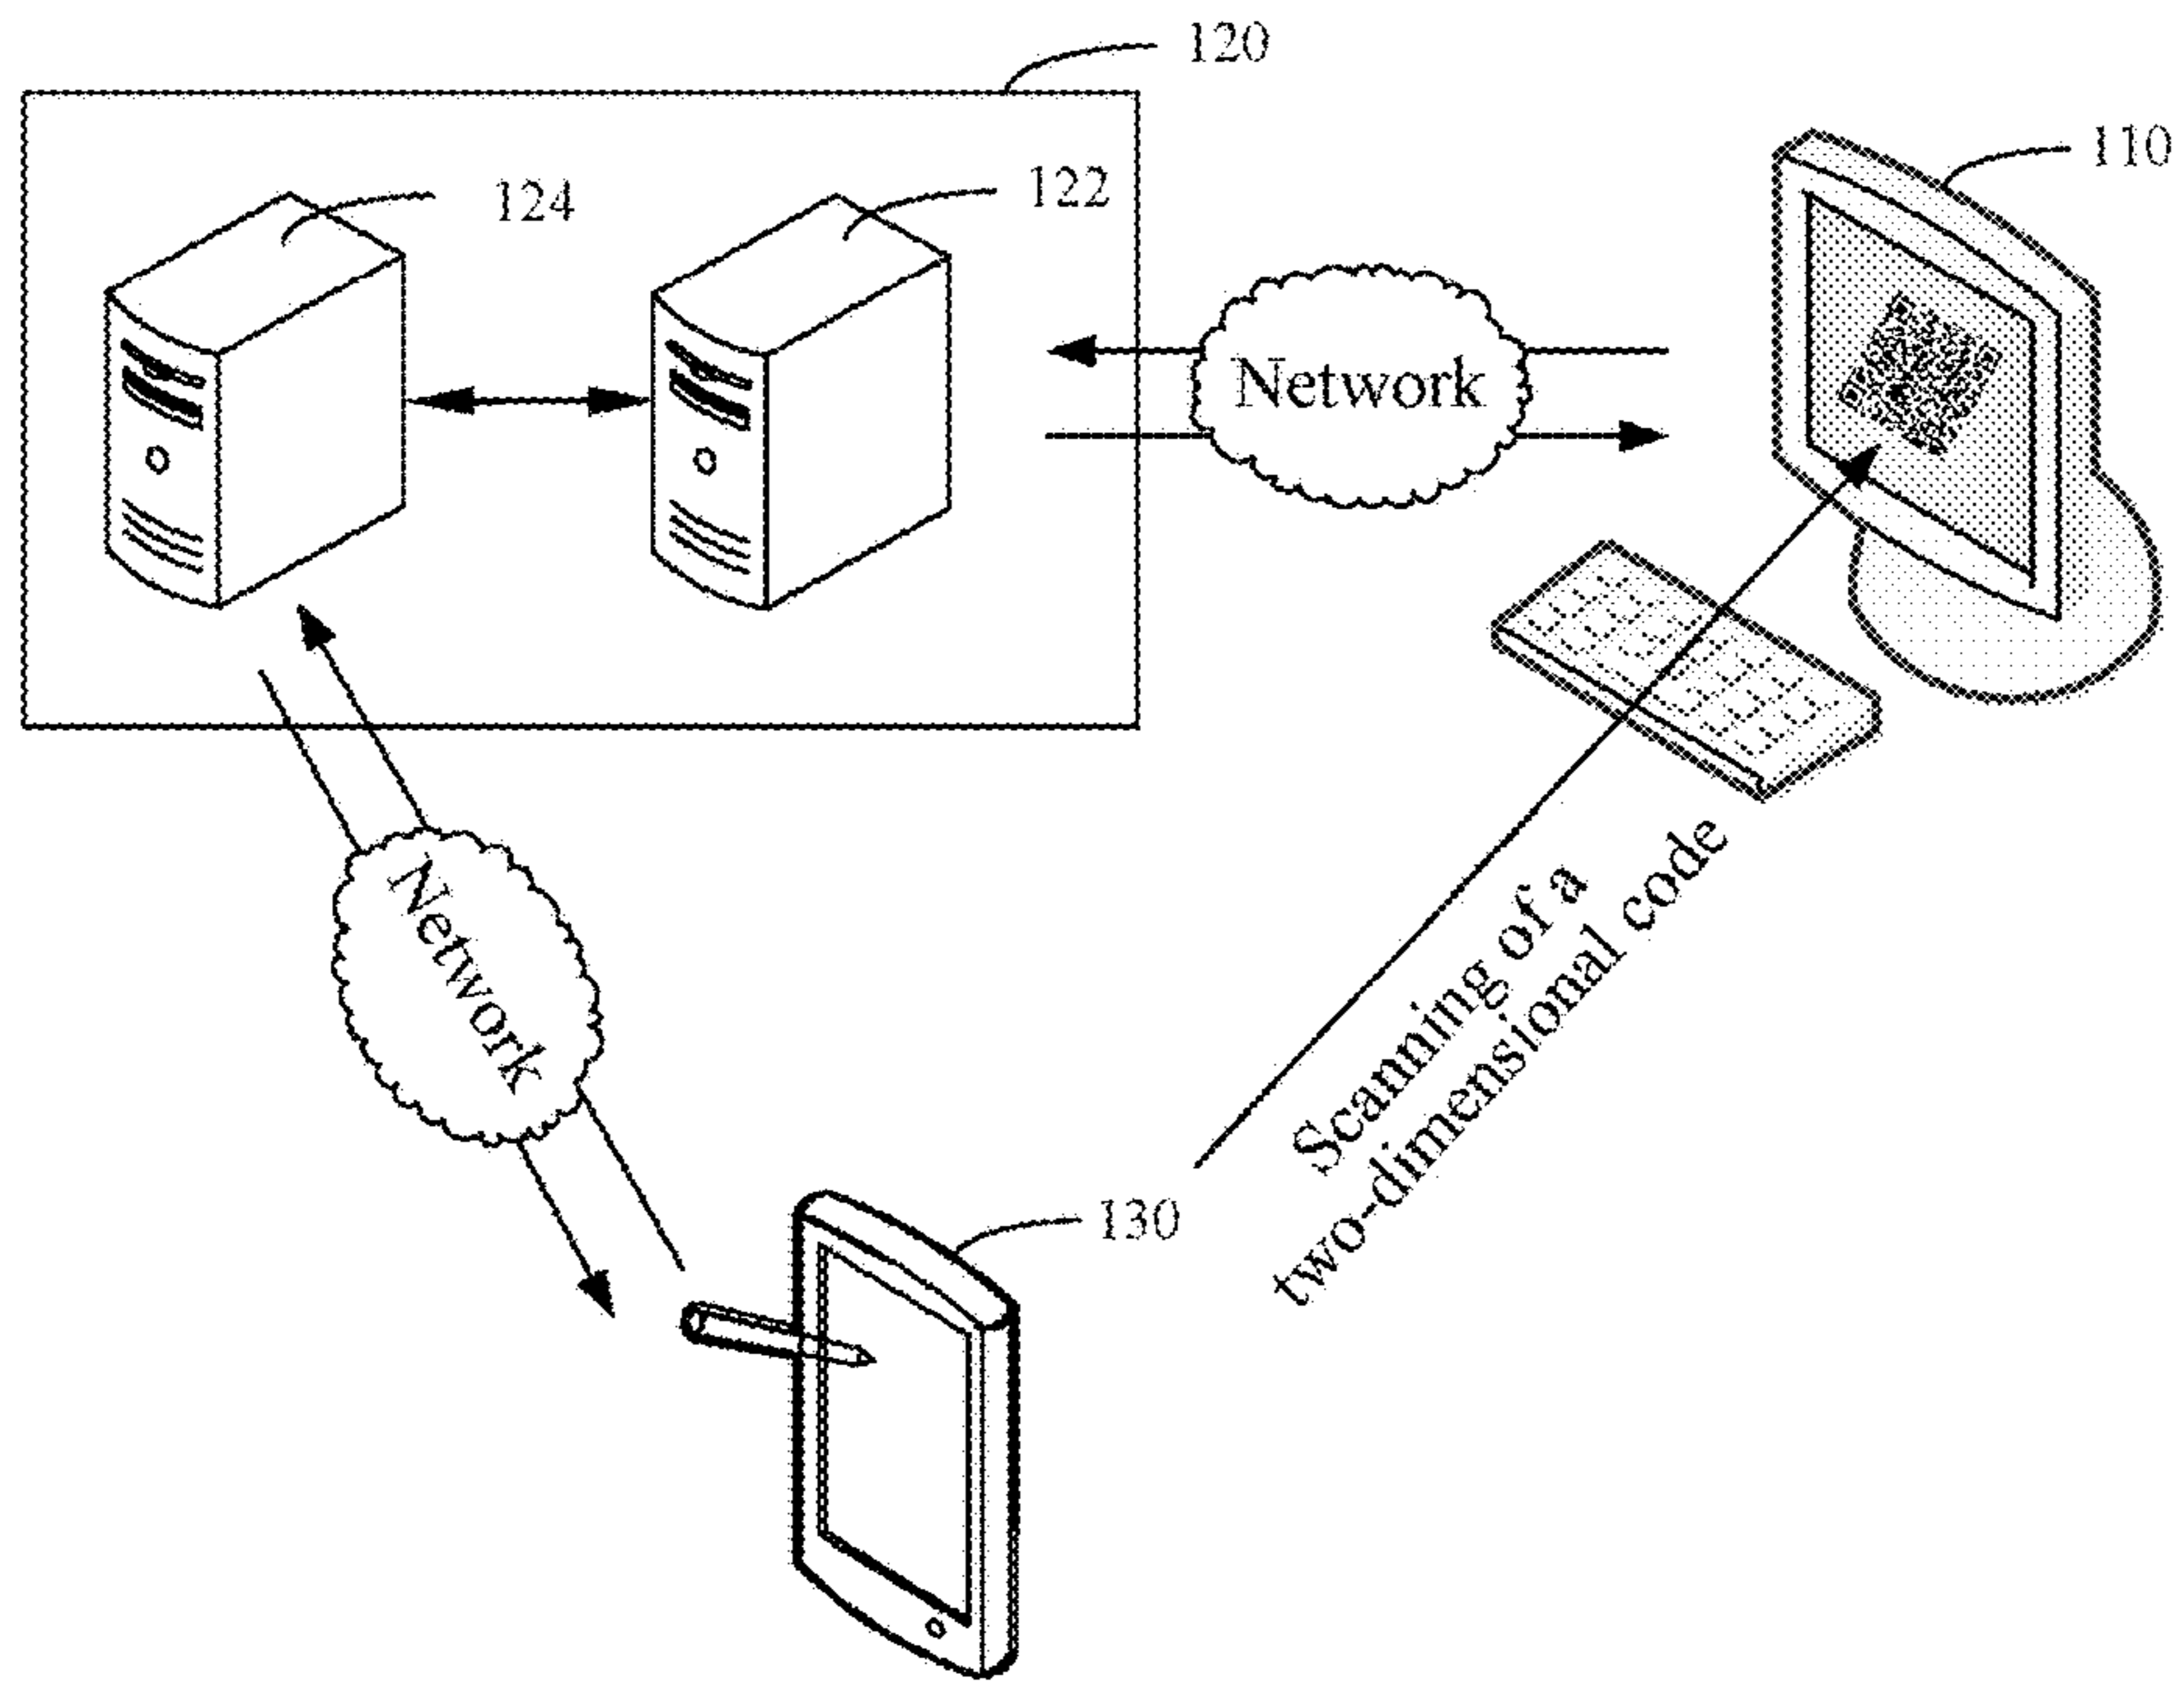 120
110
124
122
Network
Network
Scanning of a
two-dimensional code
130